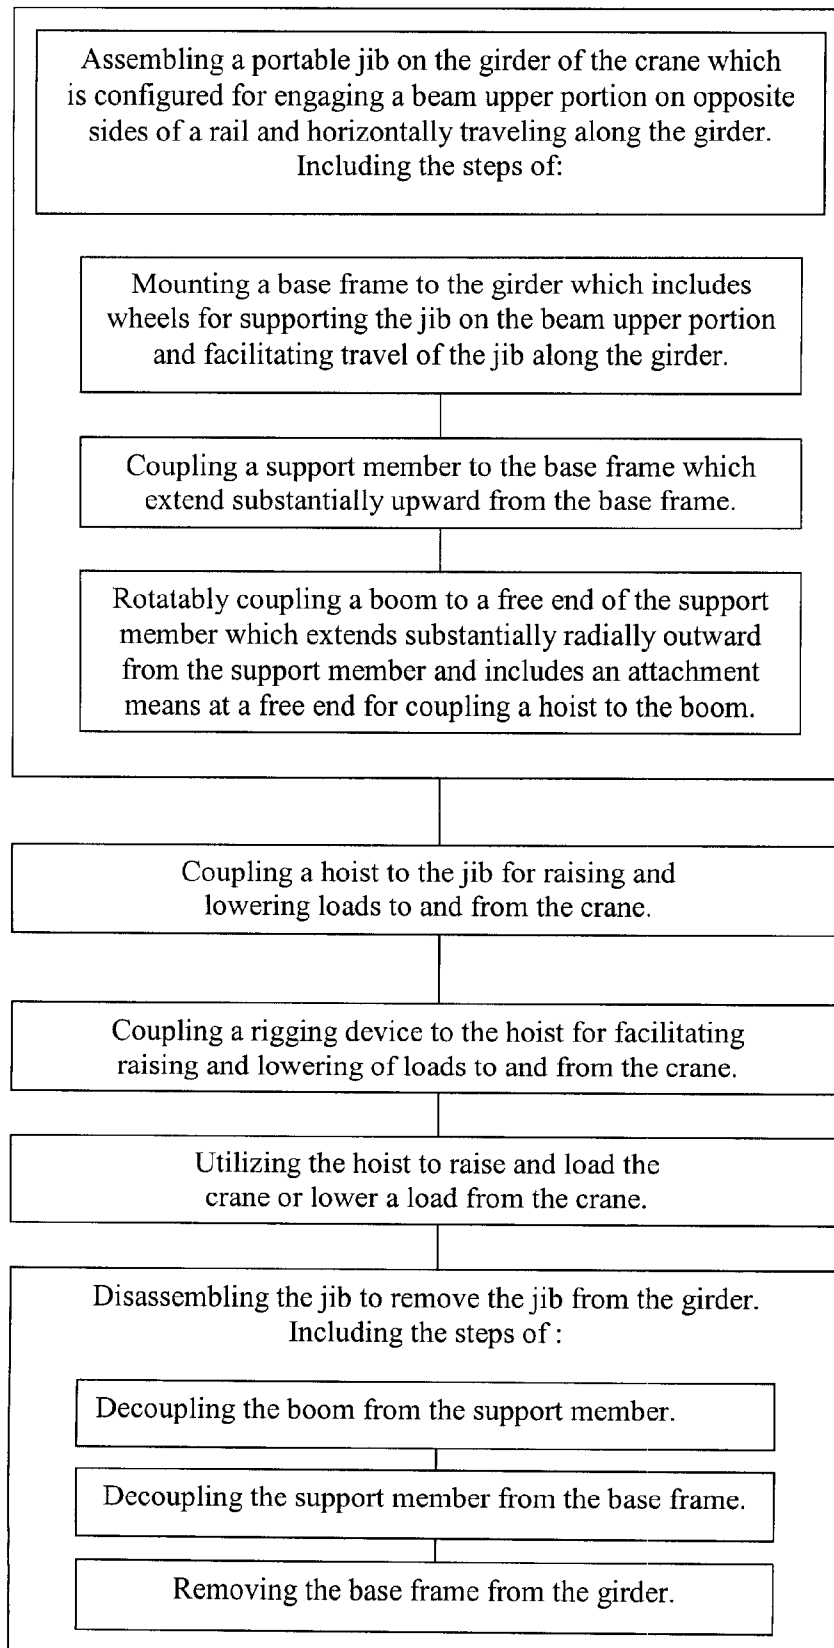 Assembling a portable jib on the girder of the crane which
is configured for engaging a beam upper portion on opposite
sides of a rail and horizontally traveling along the girder.
Including the steps of:
Mounting a base frame to the girder which includes
wheels for supporting the jib on the beam upper portion
and facilitating travel of the jib along the girder.
Coupling a support member to the base frame which
extend substantially upward from the base frame.
Rotatably coupling a boom to a free end of the support
member which extends substantially radially outward
from the support member and includes an attachment
means at a free end for coupling a hoist to the boom.
Coupling a hoist to the jib for raising and
lowering loads to and from the crane.
Coupling a rigging device to the hoist for facilitating
raising and lowering of loads to and from the crane.
Utilizing the hoist to raise and load the
crane or lower a load from the crane.
Disassembling the jib to remove the jib from the girder.
Including the steps of :
Decoupling the boom from the support member.
Decoupling the support member from the base frame.
Removing the base frame from the girder.